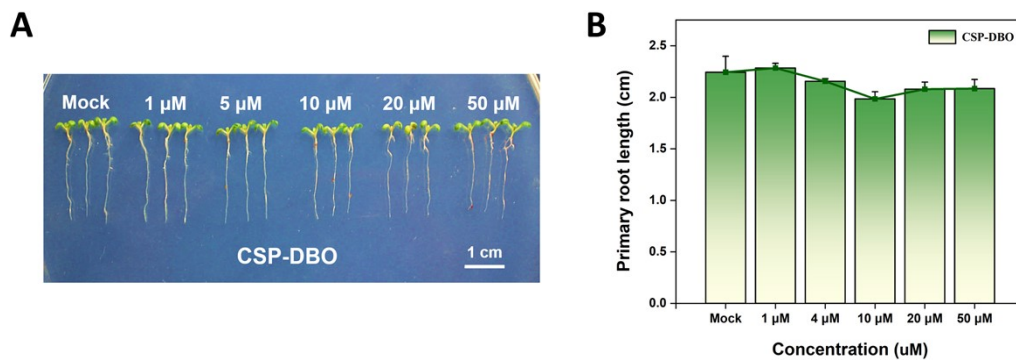 A
Mock 1 μM 5 μM 10 μM 20 μM 50 μM
CSP-DBO
1 cm
B
CSP-DBO
Primary root length (cm)
2.5
2.0
1.5
1.0
0.5
0.0
Mock 1 μM 4 μM 10 μM 20 μM 50 μM
Concentration (uM)